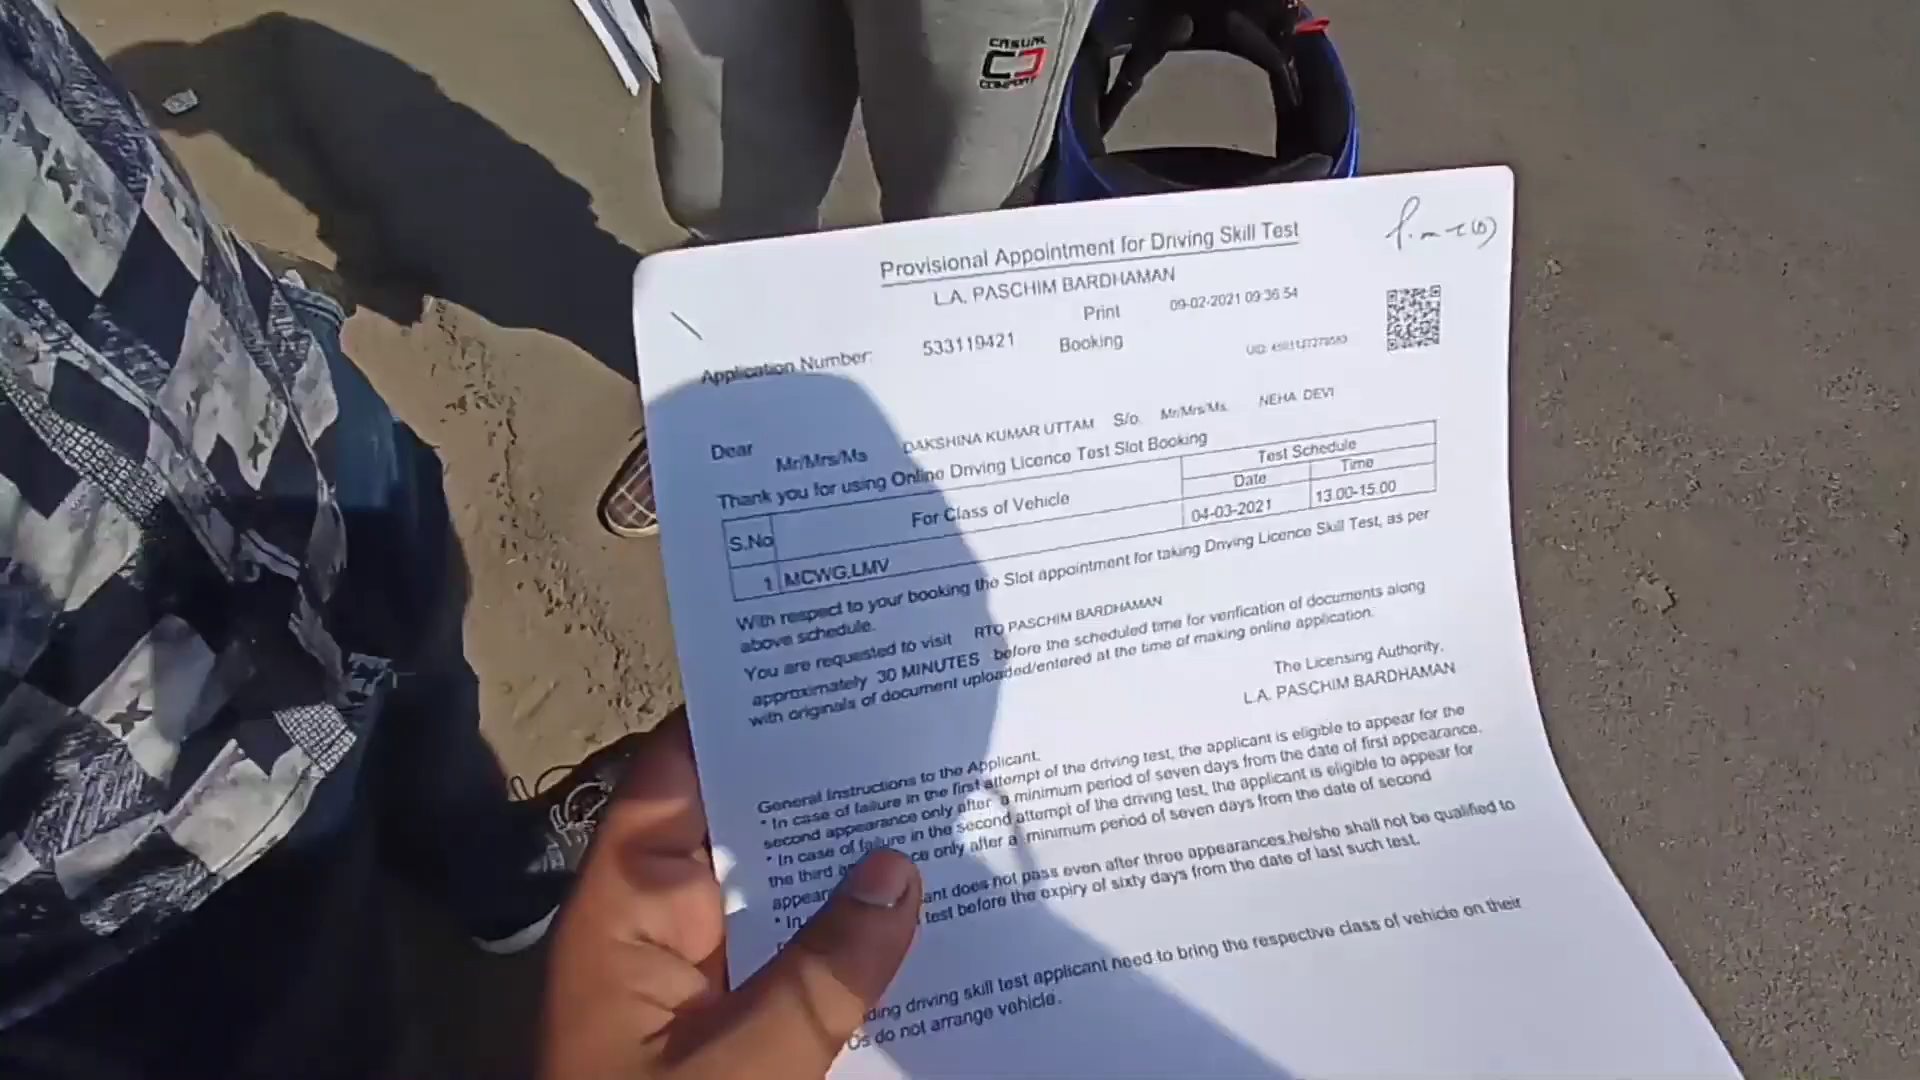 CASUAL
COMPORT
Provisional Appointment for Driving Skill Test
L.A. PASCHIM BARDHAMAN
Print 09-02-2021 09:36:54
Application Number: 533119421 Booking
UID:
Dear Mr/Mrs/Ms DAKSHINA KUMAR UTTAM S/o Mr/Mrs/Ms. NEHA DEVI
Thank you for using Online Driving Licence Test Slot Booking
S.No For Class of Vehicle Test Schedule
Date Time
1 MCWG,LMV 04-03-2021 13.00-15.00
With respect to your booking the Slot appointment for taking Driving Licence Skill Test, as per
above schedule.
You are requested to visit RTO PASCHIM BARDHAMAN
approximately 30 MINUTES before the scheduled time for verfication of documents along
with originals of document uploaded/entered at the time of making online application.
The Licensing Authority,
L.A. PASCHIM BARDHAMAN
General Instructions to the Applicant.
* In case of failure in the first attempt of the driving test, the applicant is eligible to appear for the
second appearance only after a minimum period of seven days from the date of first appearance.
* In case of failure in the second attempt of the driving test, the applicant is eligible to appear for
the third ce only after a minimum period of seven days from the date of second
appear
* In ant does not pass even after three appearances,he/she shall not be qualified to
test before the expiry of sixty days from the date of last such test.
ding driving skill test applicant need to bring the respective class of vehicle on their
Os do not arrange vehicle.